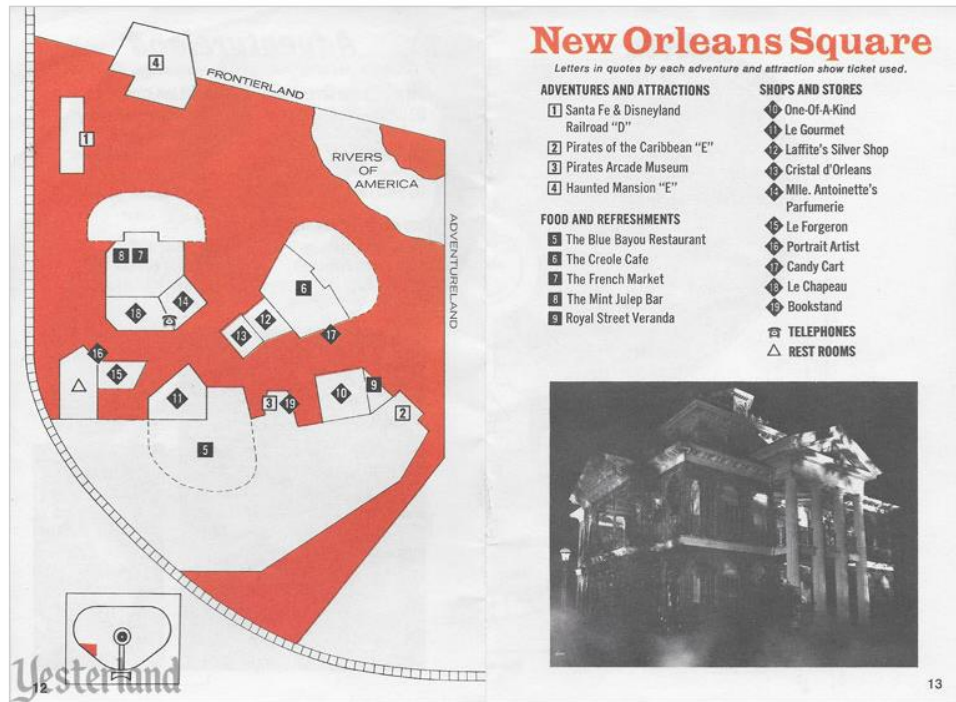 4
FRONTIERLAND
1
RIVERS
OF
AMERICA
ADVENTURELAND
8 7
6
14
18
12
13
17
16
15
11
3 19
10
9
2
5
Yesterland
12
New Orleans Square
Letters in quotes by each adventure and attraction show ticket used.
ADVENTURES AND ATTRACTIONS
1 Santa Fe & Disneyland
Railroad "D"
2 Pirates of the Caribbean "E"
3 Pirates Arcade Museum
4 Haunted Mansion "E"
FOOD AND REFRESHMENTS
5 The Blue Bayou Restaurant
6 The Creole Cafe
7 The French Market
8 The Mint Julep Bar
9 Royal Street Veranda
SHOPS AND STORES
10 One-Of-A-Kind
11 Le Gourmet
12 Laffite's Silver Shop
13 Cristal d'Orleans
14 Mlle. Antoinette's
Parfumerie
15 Le Forgeron
16 Portrait Artist
17 Candy Cart
18 Le Chapeau
19 Bookstand
TELEPHONES
REST ROOMS
13